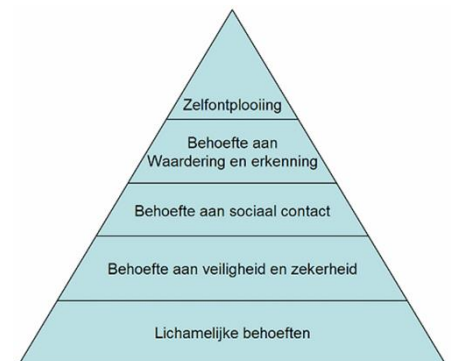 Zelfontplooiing
Behoefte aan
Waardering en erkenning
Behoefte aan sociaal contact
Behoefte aan veiligheid en zekerheid
Lichamelijke behoeften